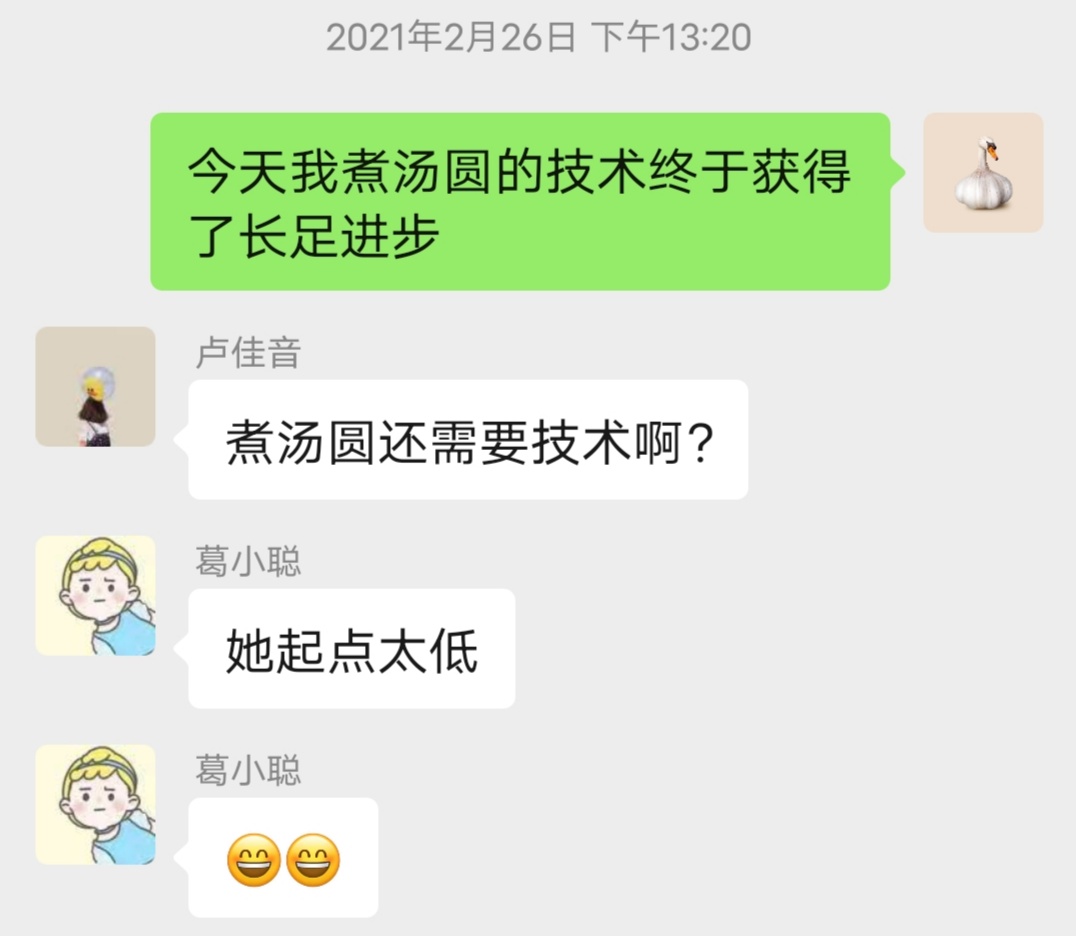 2021年2月26日 下午13:20
今天我煮汤圆的技术终于获得
了长足进步
卢佳音
煮汤圆还需要技术啊？
葛小聪
她起点太低
葛小聪
😄😄